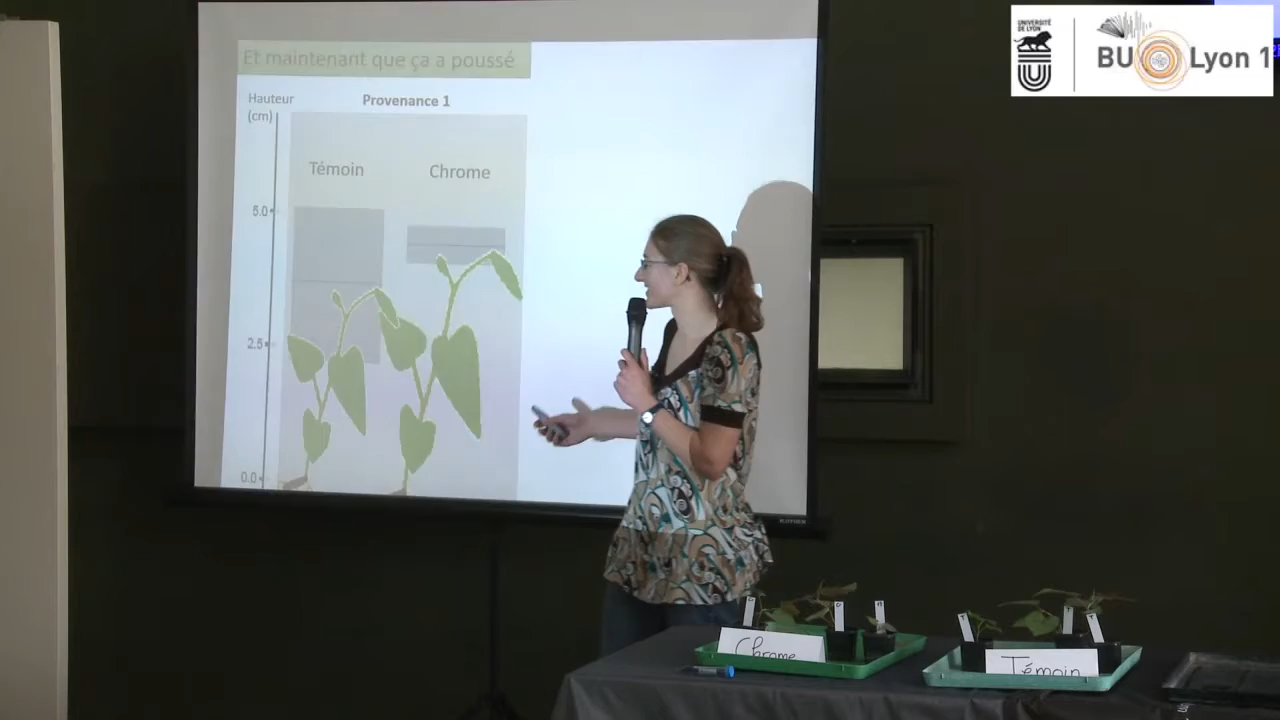 Et maintenant que ça a poussé
Hauteur
(cm)
Provenance 1
Témoin
Chrome
5.0
2.5
0.0
UNIVERSITÉ
DE LYON
BU Lyon 1
Chrome
Témoin